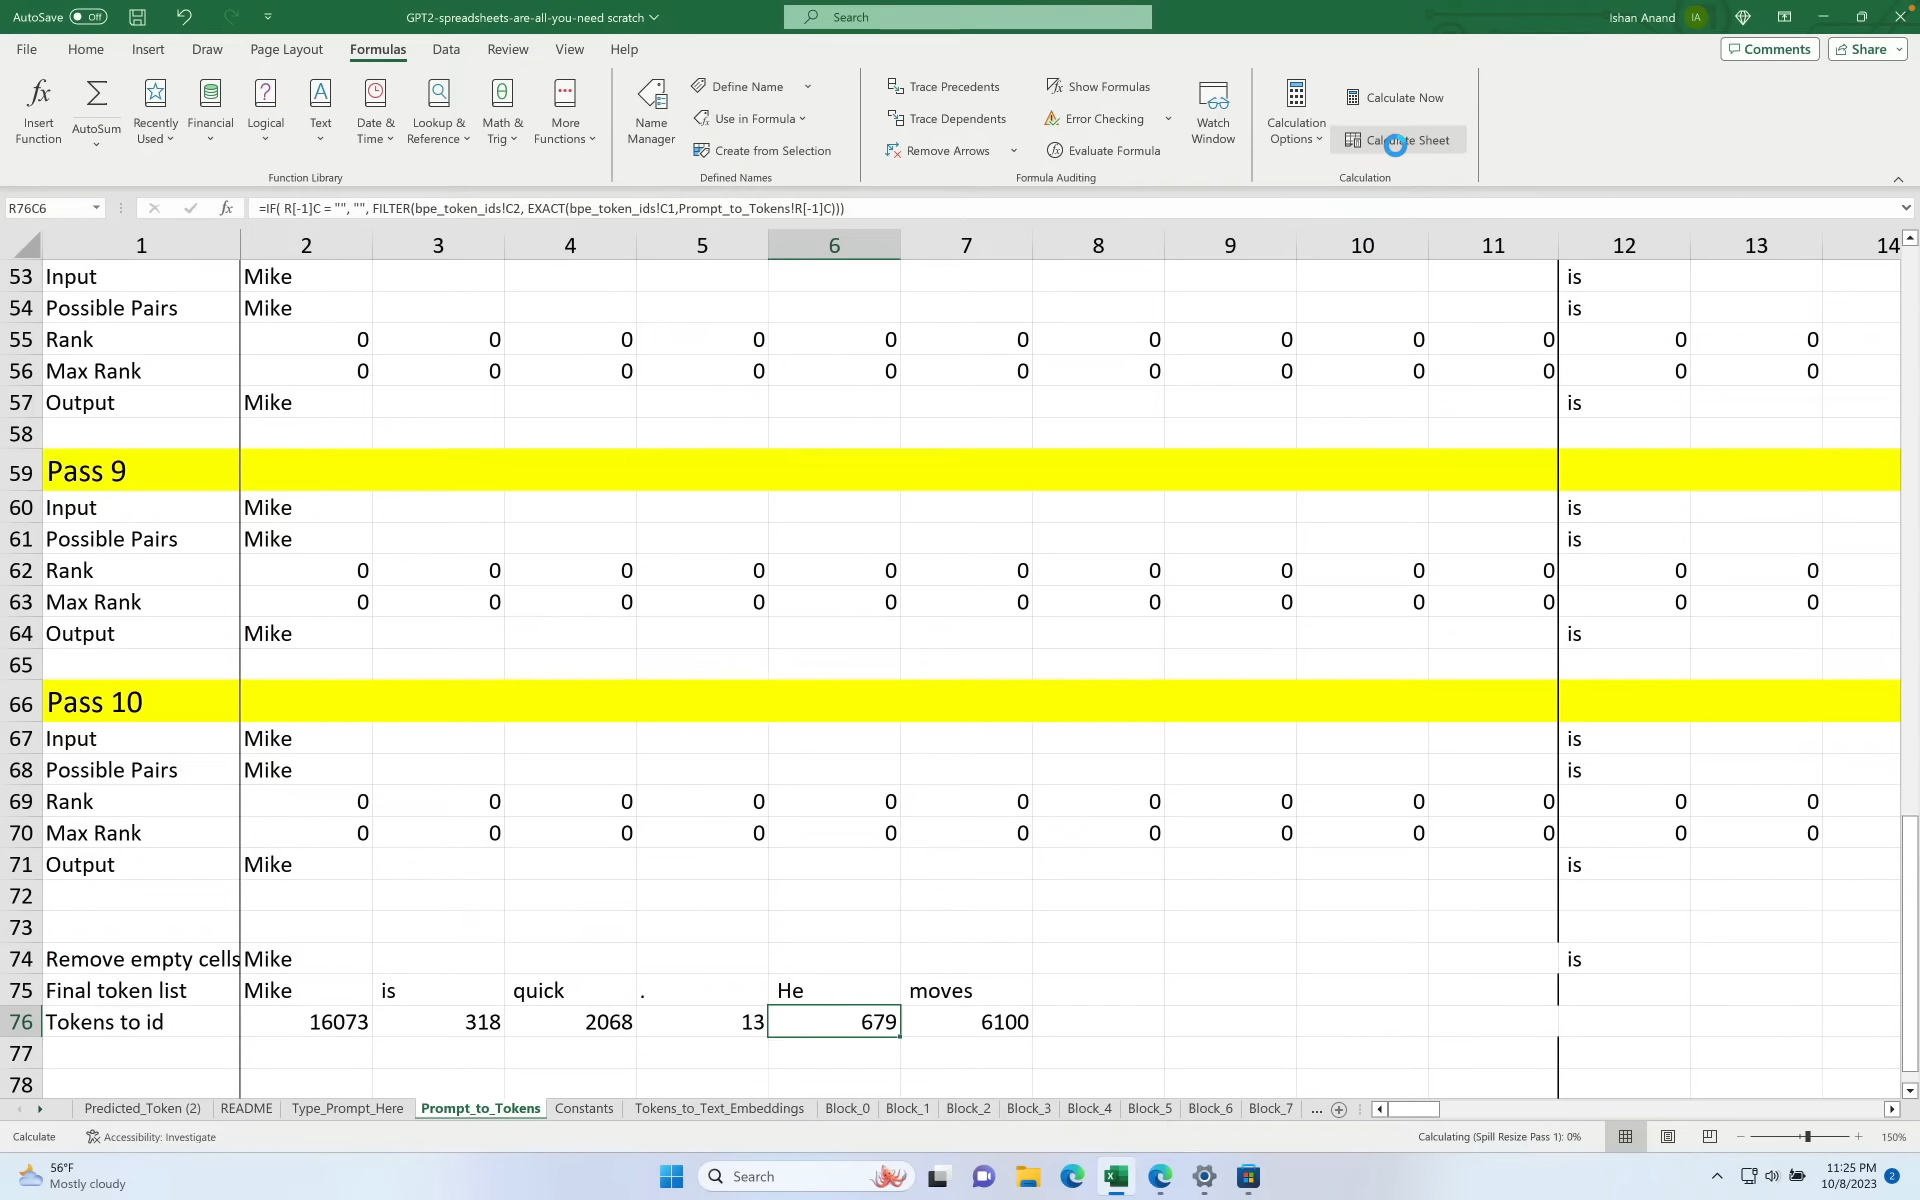 AutoSave Off GPT2-spreadsheets-are-all-you-need scratch Search Ishan Anand IA
File Home Insert Draw Page Layout Formulas Data Review View Help Comments Share
Insert Function
AutoSum
Recently Used
Financial
Logical
Text
Date & Time
Lookup & Reference
Math & Trig
More Functions
Function Library
Name Manager
Define Name
Use in Formula
Create from Selection
Defined Names
Trace Precedents
Trace Dependents
Remove Arrows
Show Formulas
Error Checking
Evaluate Formula
Formula Auditing
Watch Window
Calculation Options
Calculate Now
Calculate Sheet
Calculation
R76C6 fx =IF( R[-1]C = "", "", FILTER(bpe_token_ids!C2, EXACT(bpe_token_ids!C1,Prompt_to_Tokens!R[-1]C)))
1 2 3 4 5 6 7 8 9 10 11 12 13 14
53 Input Mike is
54 Possible Pairs Mike is
55 Rank 0 0 0 0 0 0 0 0 0 0 0 0
56 Max Rank 0 0 0 0 0 0 0 0 0 0 0 0
57 Output Mike is
58
59 Pass 9
60 Input Mike is
61 Possible Pairs Mike is
62 Rank 0 0 0 0 0 0 0 0 0 0 0 0
63 Max Rank 0 0 0 0 0 0 0 0 0 0 0 0
64 Output Mike is
65
66 Pass 10
67 Input Mike is
68 Possible Pairs Mike is
69 Rank 0 0 0 0 0 0 0 0 0 0 0 0
70 Max Rank 0 0 0 0 0 0 0 0 0 0 0 0
71 Output Mike is
72
73
74 Remove empty cells Mike is
75 Final token list Mike is quick . He moves
76 Tokens to id 16073 318 2068 13 679 6100
77
78
Predicted_Token (2) README Type_Prompt_Here Prompt_to_Tokens Constants Tokens_to_Text_Embeddings Block_0 Block_1 Block_2 Block_3 Block_4 Block_5 Block_6 Block_7 ...
Calculate Accessibility: Investigate Calculating (Spill Resize Pass 1): 0% 150%
56°F
Mostly cloudy
Search
11:25 PM
10/8/2023
2